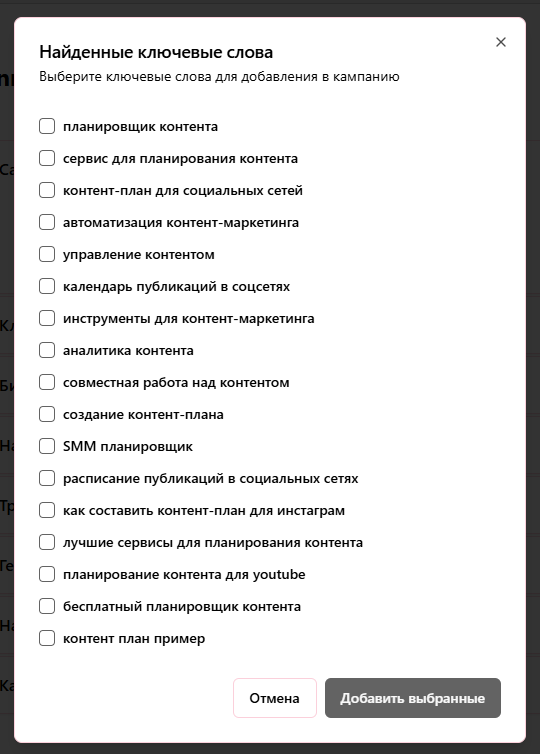 Найденные ключевые слова
Выберите ключевые слова для добавления в кампанию
планировщик контента
сервис для планирования контента
контент-план для социальных сетей
автоматизация контент-маркетинга
управление контентом
календарь публикаций в соцсетях
инструменты для контент-маркетинга
аналитика контента
совместная работа над контентом
создание контент-плана
SMM планировщик
расписание публикаций в социальных сетях
как составить контент-план для инстаграм
лучшие сервисы для планирования контента
планирование контента для youtube
бесплатный планировщик контента
контент план пример
Отмена
Добавить выбранные